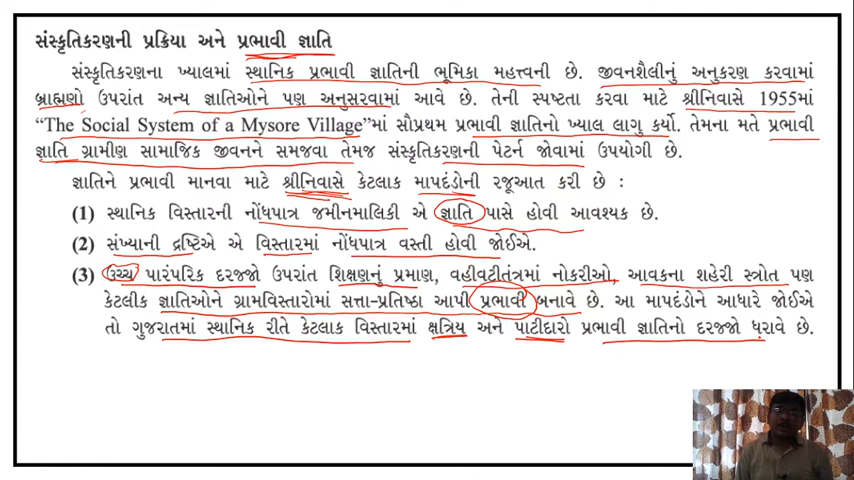 સંસ્કૃતિકરણની પ્રક્રિયા અને પ્રભાવી જ્ઞાતિ
સંસ્કૃતિકરણના ખ્યાલમાં સ્થાનિક પ્રભાવી જ્ઞાતિની ભૂમિકા મહત્ત્વની છે. જીવનશૈલીનું અનુકરણ કરવામાં
બ્રાહ્મણો ઉપરાંત અન્ય જ્ઞાતિઓને પણ અનુસરવામાં આવે છે. તેની સ્પષ્ટતા કરવા માટે શ્રીનિવાસે 1955માં
“The Social System of a Mysore Village”માં સૌપ્રથમ પ્રભાવી જ્ઞાતિનો ખ્યાલ લાગુ કર્યો. તેમના મતે પ્રભાવી
જ્ઞાતિ ગ્રામીણ સામાજિક જીવનને સમજવા તેમજ સંસ્કૃતિકરણની પેટર્ન જોવામાં ઉપયોગી છે.
જ્ઞાતિને પ્રભાવી માનવા માટે શ્રીનિવાસે કેટલાક માપદંડોની રજૂઆત કરી છે :
(1) સ્થાનિક વિસ્તારની નોંધપાત્ર જમીનમાલિકી એ જ્ઞાતિ પાસે હોવી આવશ્યક છે.
(2) સંખ્યાની દ્રષ્ટિએ એ વિસ્તારમાં નોંધપાત્ર વસ્તી હોવી જોઈએ.
(3) ઉચ્ચ પારંપરિક દરજ્જો ઉપરાંત શિક્ષણનું પ્રમાણ, વહીવટીતંત્રમાં નોકરીઓ, આવકના શહેરી સ્ત્રોત પણ
કેટલીક જ્ઞાતિઓને ગ્રામવિસ્તારોમાં સત્તા-પ્રતિષ્ઠા આપી પ્રભાવી બનાવે છે. આ માપદંડોને આધારે જોઈએ
તો ગુજરાતમાં સ્થાનિક રીતે કેટલાક વિસ્તારમાં ક્ષત્રિય અને પાટીદારો પ્રભાવી જ્ઞાતિનો દરજ્જો ધરાવે છે.